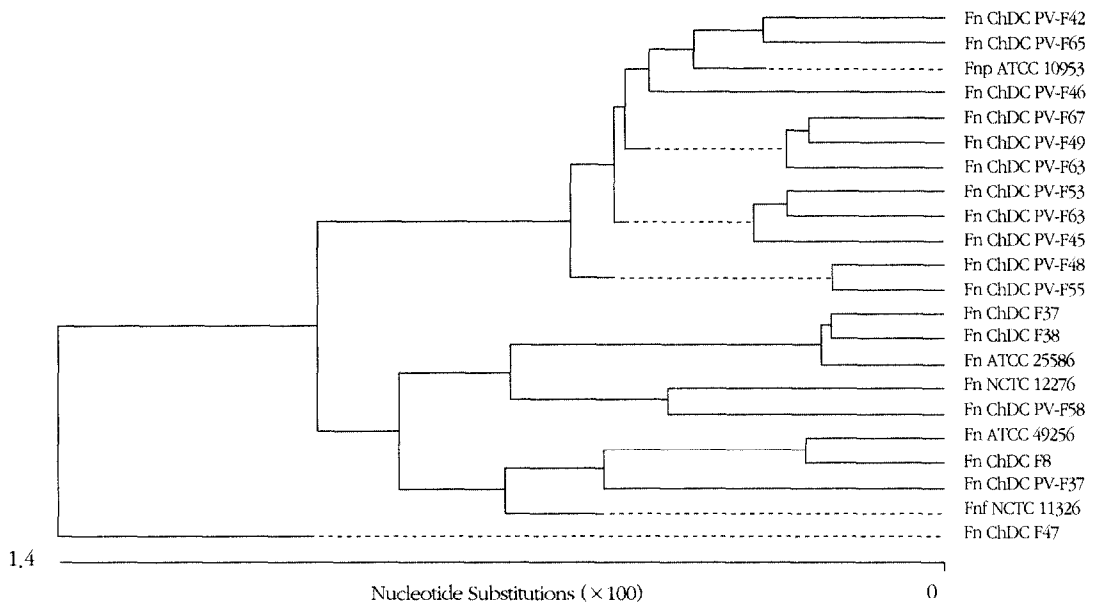 Fn ChDC PV-F42
Fn ChDC PV-F65
Fnp ATCC 10953
Fn ChDC PV-F46
Fn ChDC PV-F67
Fn ChDC PV-F49
Fn ChDC PV-F63
Fn ChDC PV-F53
Fn ChDC PV-F63
Fn ChDC PV-F45
Fn ChDC PV-F48
Fn ChDC PV-F55
Fn ChDC F37
Fn ChDC F38
Fn ATCC 25586
Fn NCTC 12276
Fn ChDC PV-F58
Fn ATCC 49256
Fn ChDC F8
Fn ChDC PV-F37
Fnf NCTC 11326
Fn ChDC F47
1.4
Nucleotide Substitutions (×100) 0